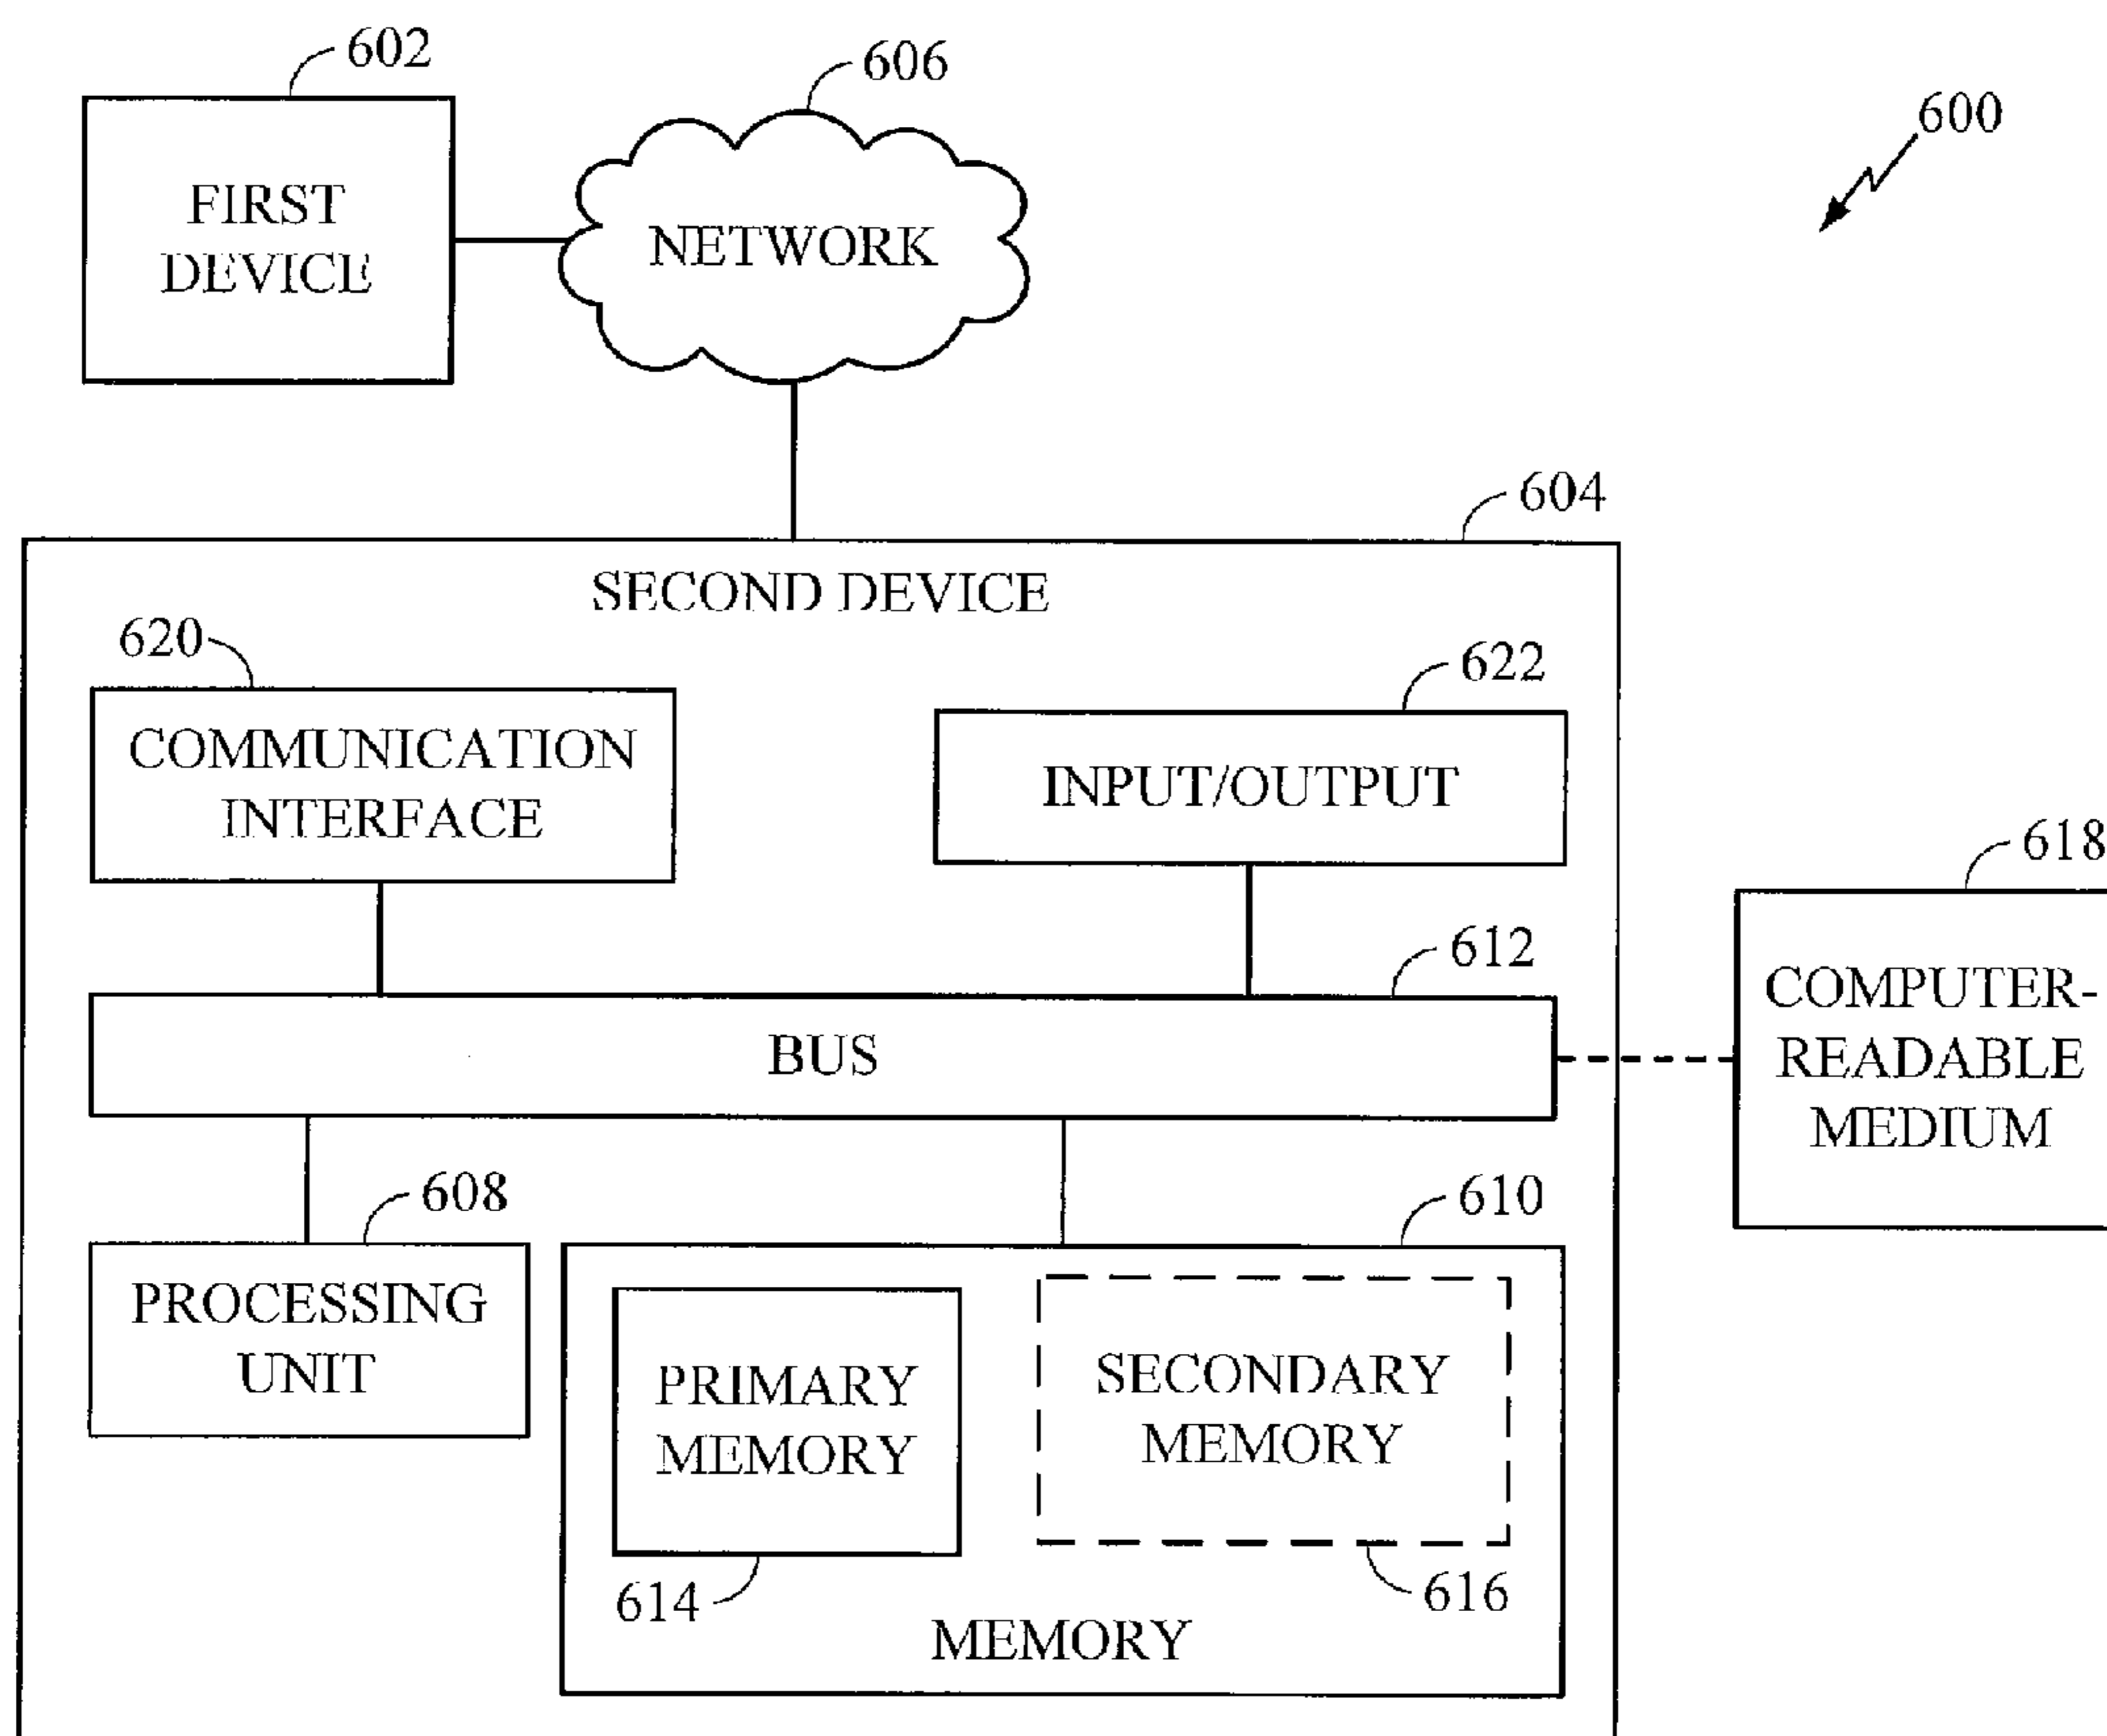 602
606
600
FIRST
DEVICE
NETWORK
604
SECOND DEVICE
620
622
COMMUNICATION
INTERFACE
INPUT/OUTPUT
618
612
COMPUTER-
READABLE
MEDIUM
BUS
608
610
PROCESSING
UNIT
PRIMARY
MEMORY
SECONDARY
MEMORY
614
616
MEMORY